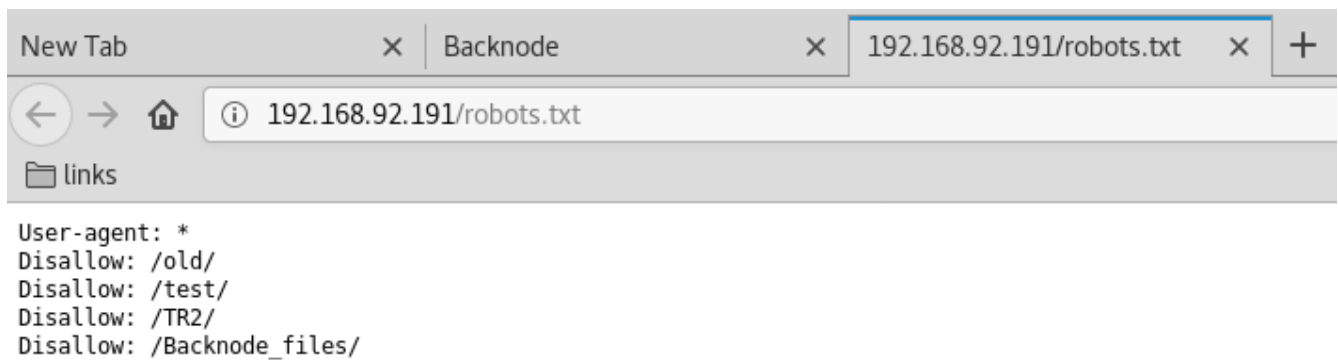 New Tab Backnode 192.168.92.191/robots.txt
192.168.92.191/robots.txt
links
User-agent: *
Disallow: /old/
Disallow: /test/
Disallow: /TR2/
Disallow: /Backnode_files/